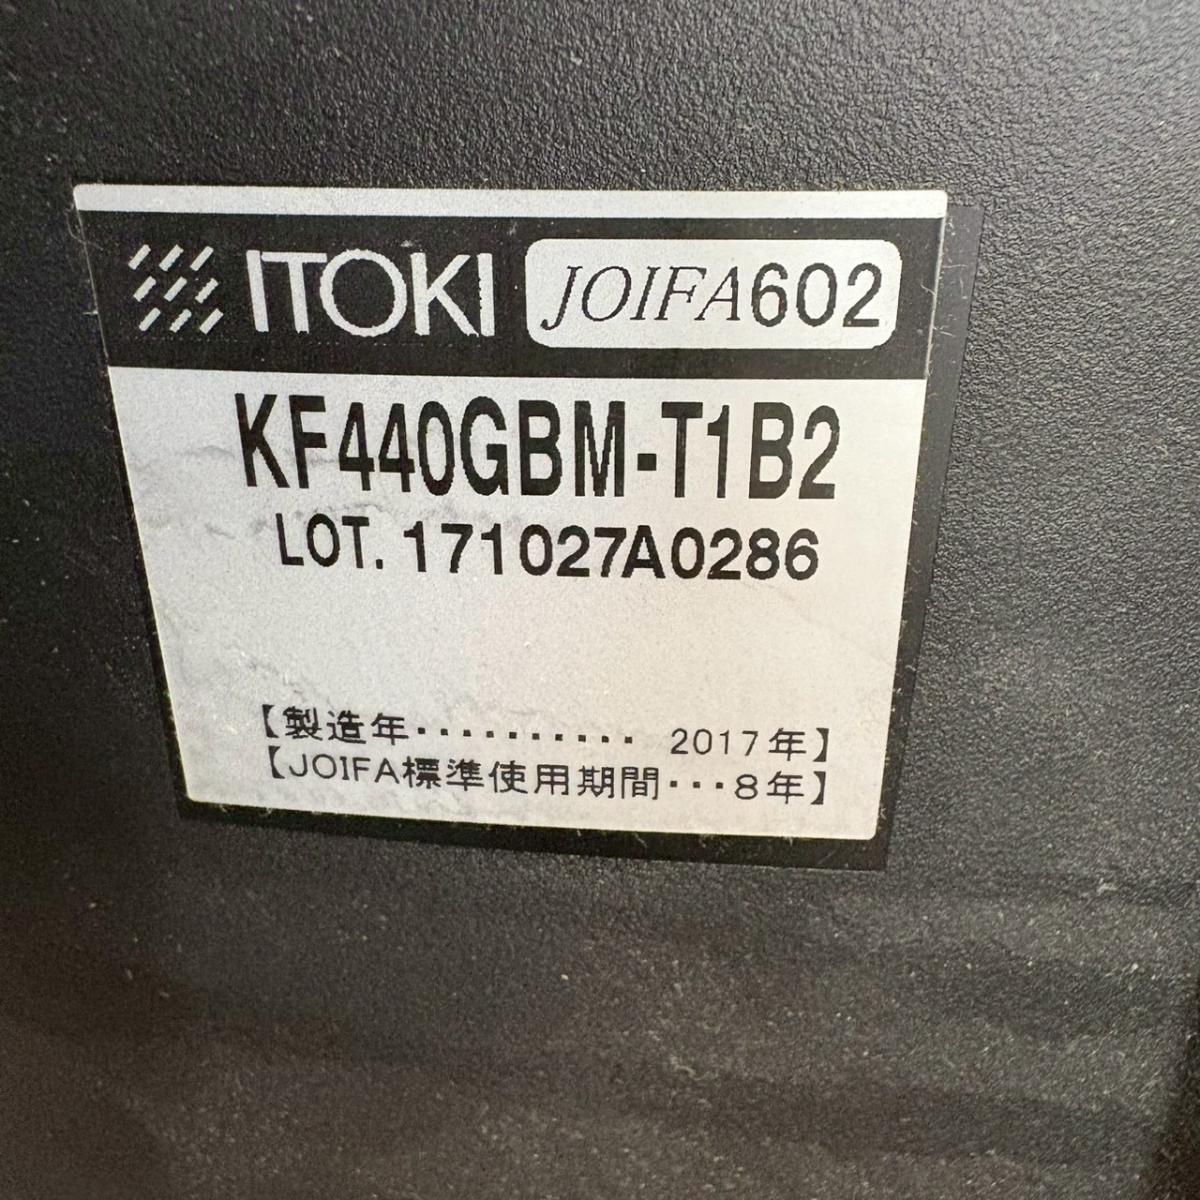 ITOKI JOIFA602
KF440GBM-T1B2
LOT. 171027A0286
【製造年・・・・・・・・・・・ 2017年】
【JOIFA標準使用期間・・・8年】